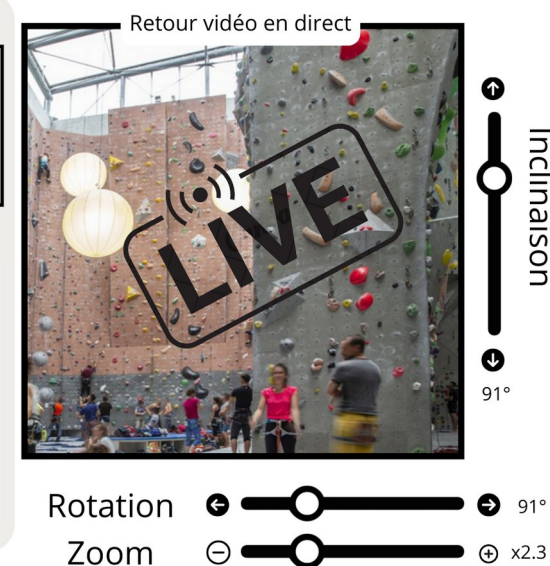 Retour vidéo en direct
LIVE
Inclinaison
91°
Rotation
91°
Zoom
x2.3